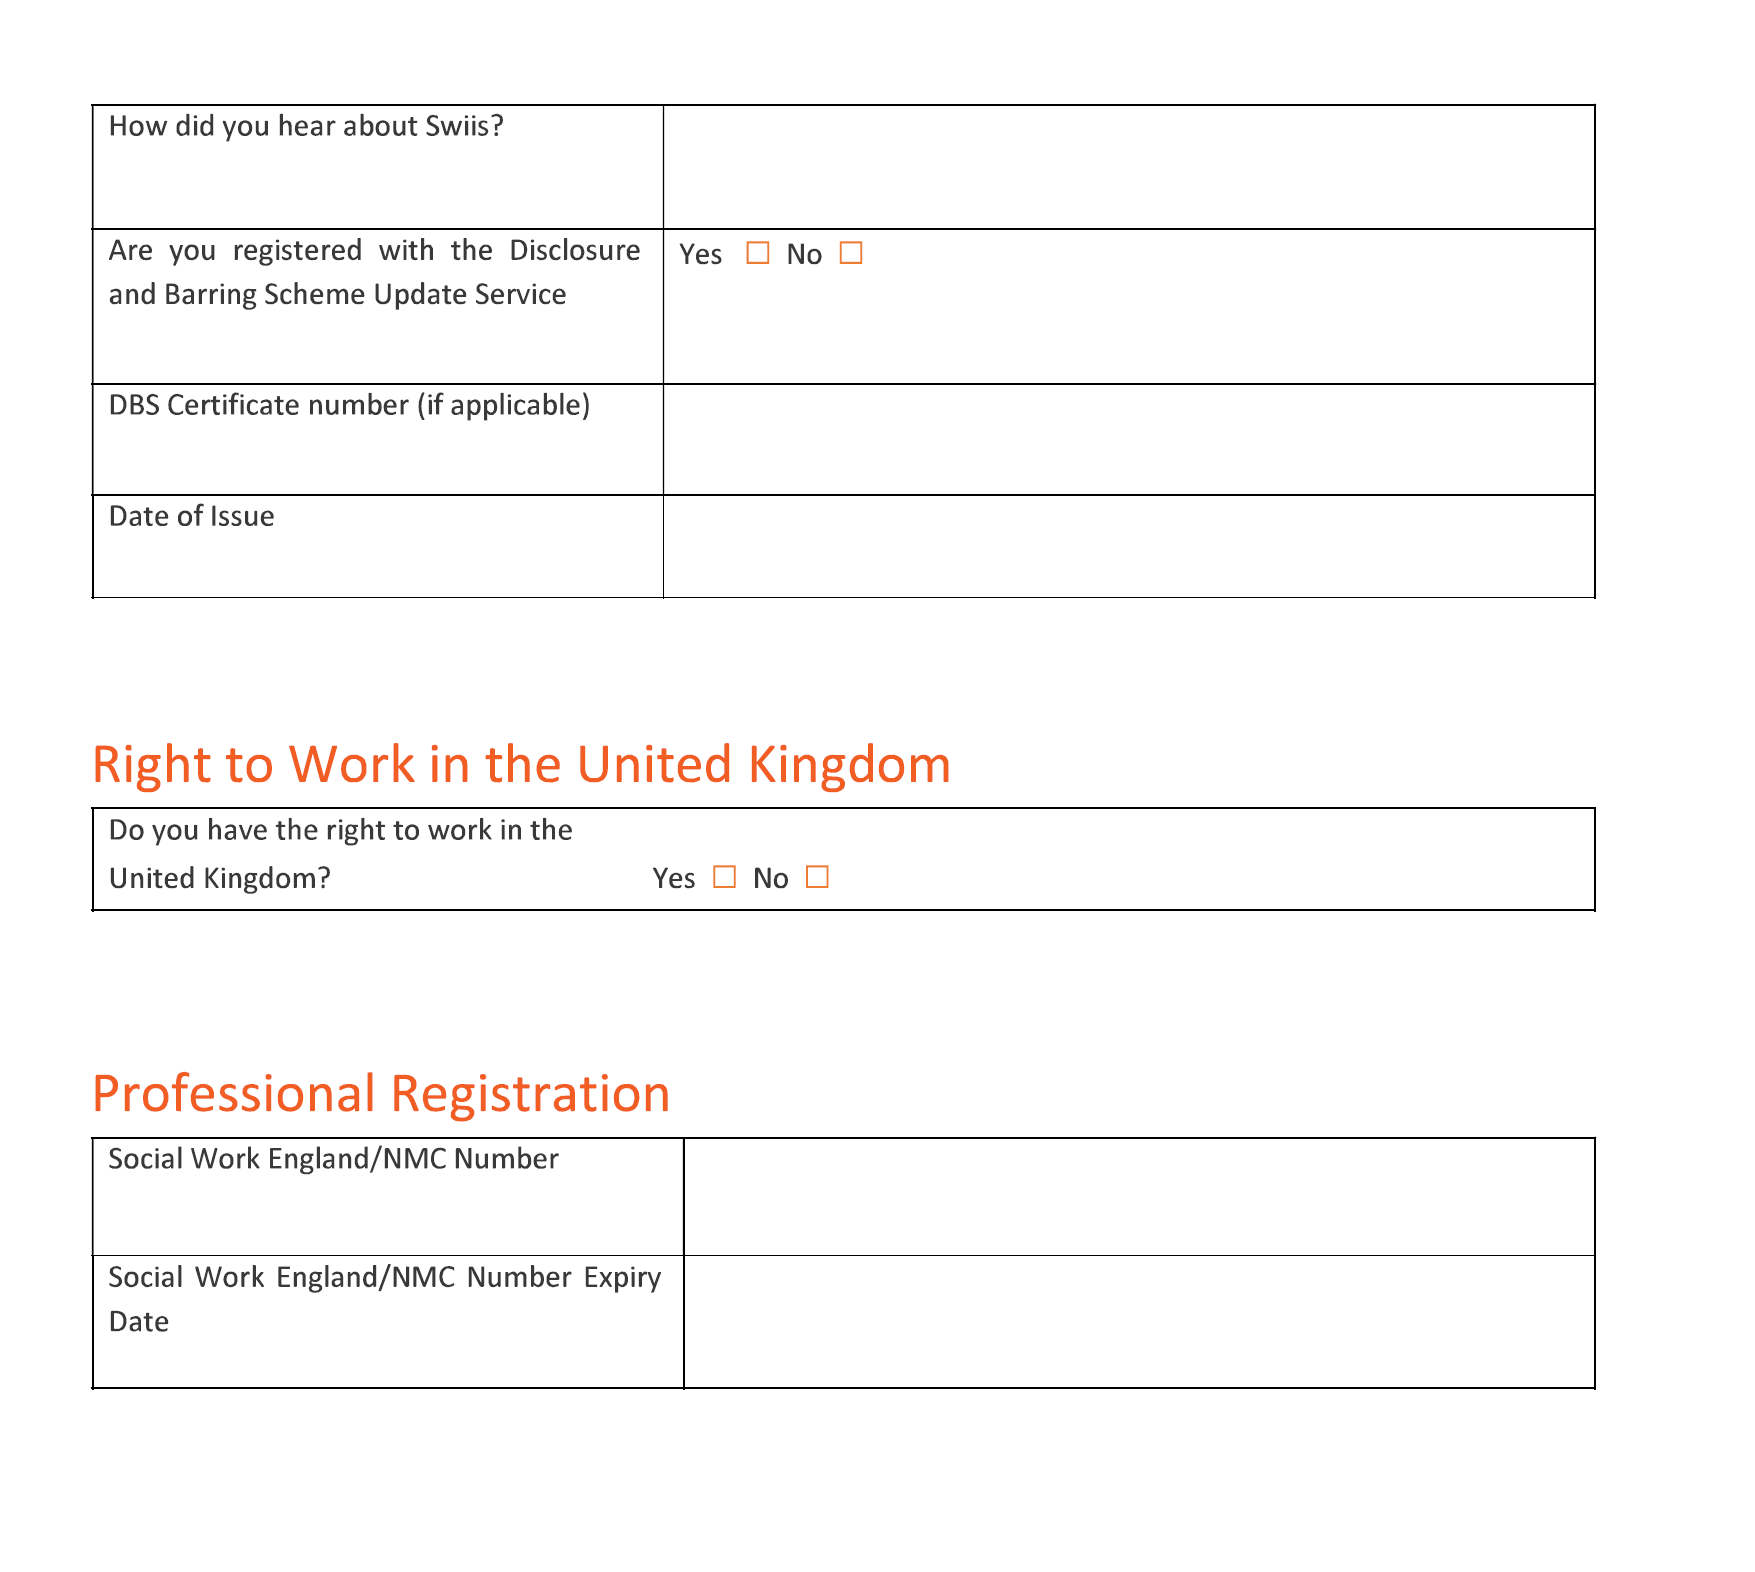 How did you hear about Swiis?
Are you registered with the Disclosure
and Barring Scheme Update Service
Yes ☐ No ☐
DBS Certificate number (if applicable)
Date of Issue
Right to Work in the United Kingdom
Do you have the right to work in the
United Kingdom? Yes ☐ No ☐
Professional Registration
Social Work England/NMC Number
Social Work England/NMC Number Expiry
Date